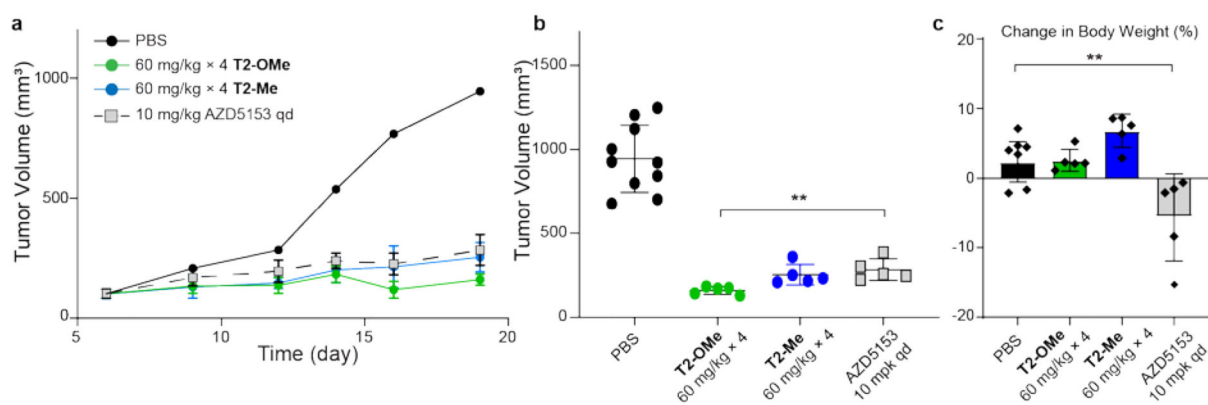 a
PBS
60 mg/kg × 4 T2-OMe
60 mg/kg × 4 T2-Me
10 mg/kg AZD5153 qd
Tumor Volume (mm³)
1000
500
0
5
10
15
20
Time (day)
b
Tumor Volume (mm³)
1500
1000
500
0
**
PBS
T2-OMe
60 mg/kg × 4
T2-Me
60 mg/kg × 4
AZD5153
10 mpk qd
c
Change in Body Weight (%)
20
10
0
-10
-20
**
PBS
T2-OMe
60 mg/kg × 4
T2-Me
60 mg/kg × 4
AZD5153
10 mpk qd